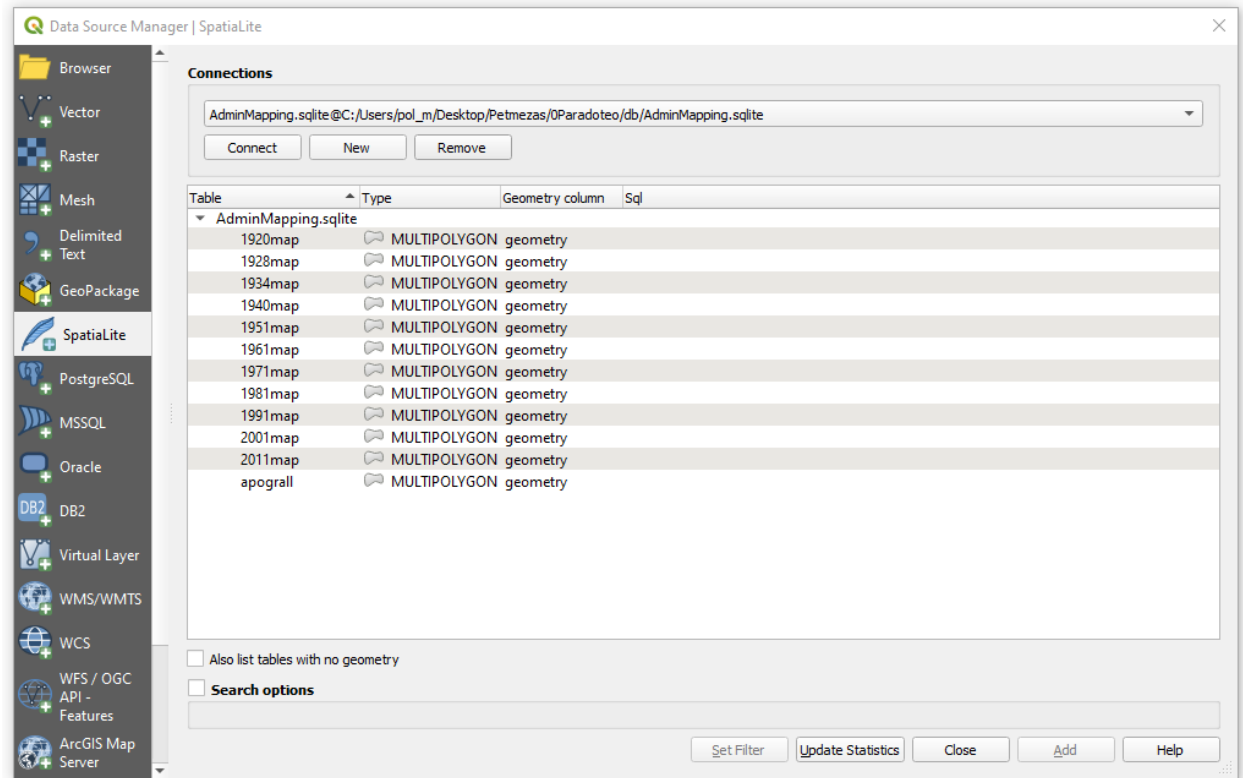 Data Source Manager | SpatiaLite
Browser
Vector
Raster
Mesh
Delimited
Text
GeoPackage
SpatiaLite
PostgreSQL
MSSQL
Oracle
DB2 DB2
Virtual Layer
WMS/WMTS
WCS
WFS / OGC
API -
Features
ArcGIS Map
Server
Connections
AdminMapping.sqlite@C:/Users/pol_m/Desktop/Petmezas/0Paradoteo/db/AdminMapping.sqlite
Connect New Remove
Table Type Geometry column Sql
AdminMapping.sqlite
1920map MULTIPOLYGON geometry
1928map MULTIPOLYGON geometry
1934map MULTIPOLYGON geometry
1940map MULTIPOLYGON geometry
1951map MULTIPOLYGON geometry
1961map MULTIPOLYGON geometry
1971map MULTIPOLYGON geometry
1981map MULTIPOLYGON geometry
1991map MULTIPOLYGON geometry
2001map MULTIPOLYGON geometry
2011map MULTIPOLYGON geometry
apograll MULTIPOLYGON geometry
Also list tables with no geometry
Search options
Set Filter Update Statistics Close Add Help